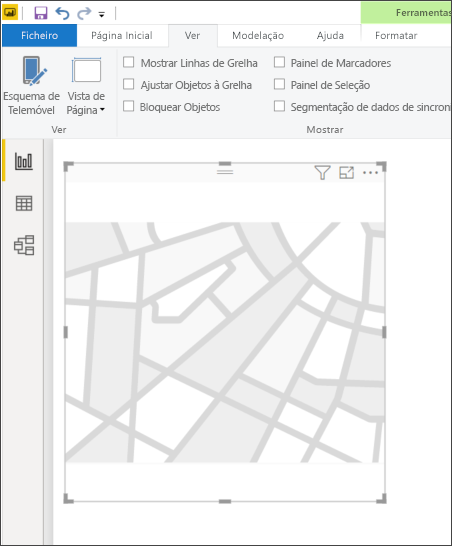 Ferramentas
Ficheiro Página Inicial Ver Modelação Ajuda Formatar
Mostrar Linhas de Grelha Painel de Marcadores
Ajustar Objetos à Grelha Painel de Seleção
Bloquear Objetos Segmentação de dados de sincron
Esquema de Telemóvel
Vista de Página
Ver Mostrar